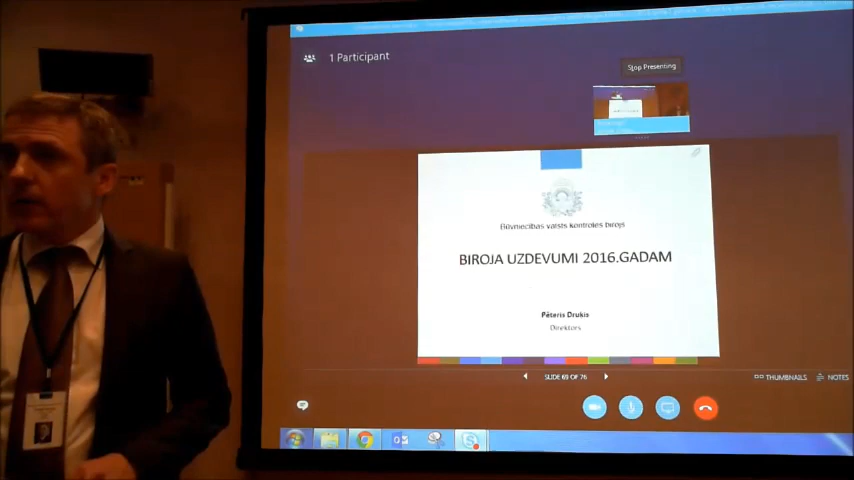 1 Participant
Stop Presenting
Būvniecības valsts kontroles birojs
BIROJA UZDEVUMI 2016.GADAM
Pēteris Druķis
Direktors
SLIDE 69 OF 76
THUMBNAILS
NOTES